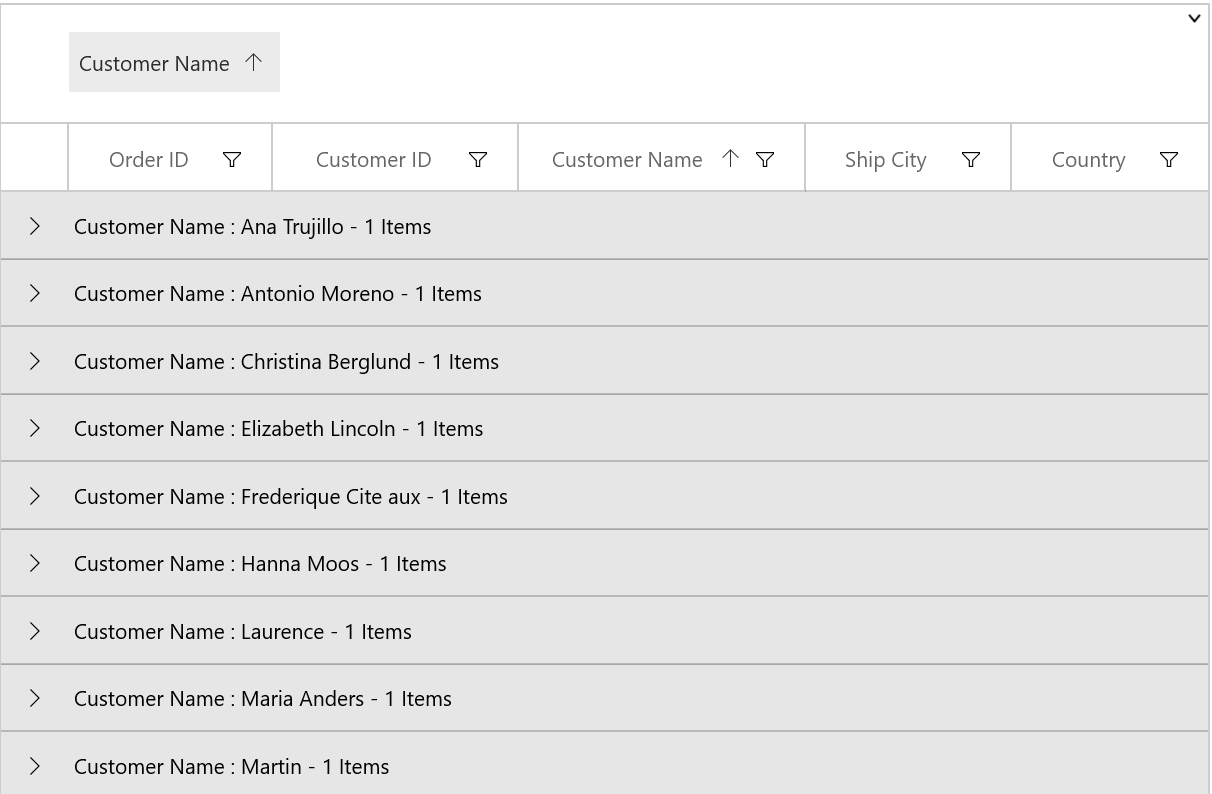 Customer Name
Order ID Customer ID Customer Name Ship City Country
Customer Name : Ana Trujillo - 1 Items
Customer Name : Antonio Moreno - 1 Items
Customer Name : Christina Berglund - 1 Items
Customer Name : Elizabeth Lincoln - 1 Items
Customer Name : Frederique Cite aux - 1 Items
Customer Name : Hanna Moos - 1 Items
Customer Name : Laurence - 1 Items
Customer Name : Maria Anders - 1 Items
Customer Name : Martin - 1 Items